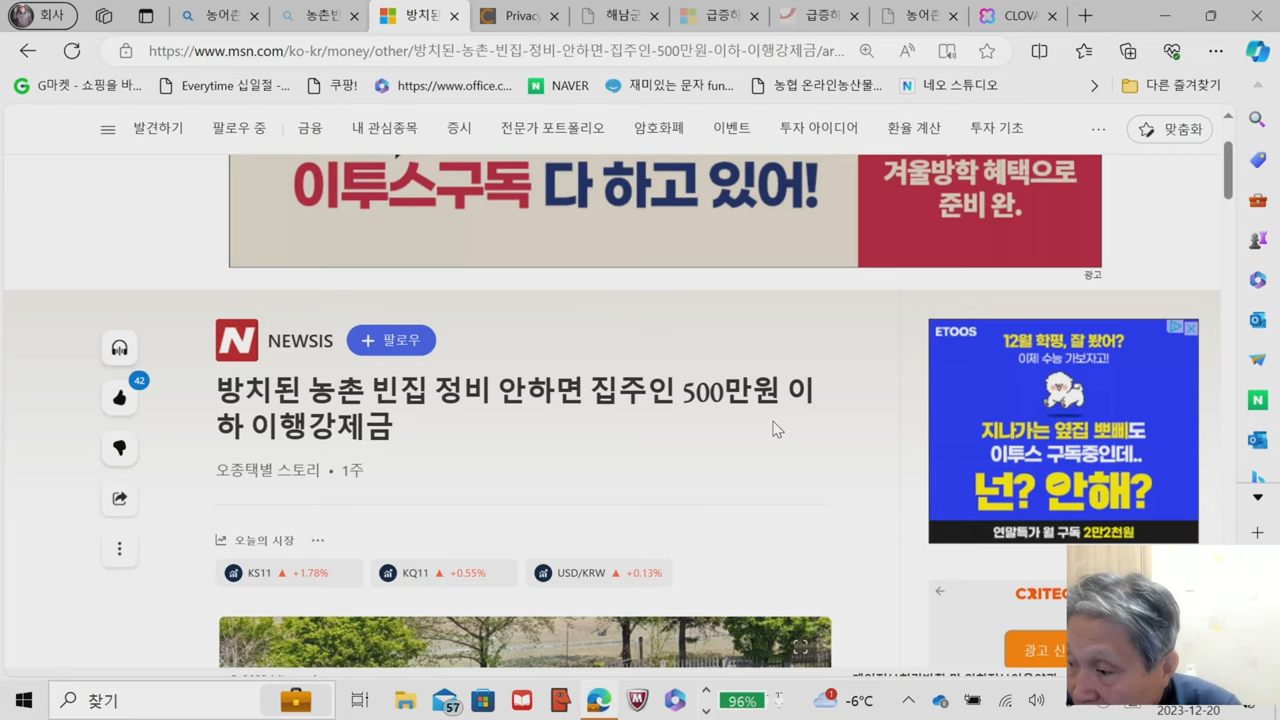 회사
농어촌
농촌빈
방치된
Privacy
해남군
급증히
급증히
농어촌
CLOVA
https://www.msn.com/ko-kr/money/other/방치된-농촌-빈집-정비-안하면-집주인-500만원-이하-이행강제금/ar...
G마켓 - 쇼핑을 바...
Everytime 십일절 -...
쿠팡!
https://www.office.c...
NAVER
재미있는 문자 fun...
농협 온라인농산물...
네오 스튜디오
다른 즐겨찾기
발견하기
팔로우 중
금융
내 관심종목
증시
전문가 포트폴리오
암호화폐
이벤트
투자 아이디어
환율 계산
투자 기초
맞춤화
이투스구독 다 하고 있어!
겨울방학 혜택으로
준비 완.
광고
NEWSIS
팔로우
방치된 농촌 빈집 정비 안하면 집주인 500만원 이
하 이행강제금
오종택별 스토리 • 1주
42
오늘의 시장
KS11 ▲ +1.78%
KQ11 ▲ +0.55%
USD/KRW ▲ +0.13%
ETOOS
12월 학평, 잘 봤어?
이제 수능 가보자고!
지나가는 옆집 뽀삐도
이투스 구독중인데..
넌? 안해?
연말특가 월 구독 2만2천원
CRITEO
광고 신
찾기
57
96%
1
-6°C
2023-12-20